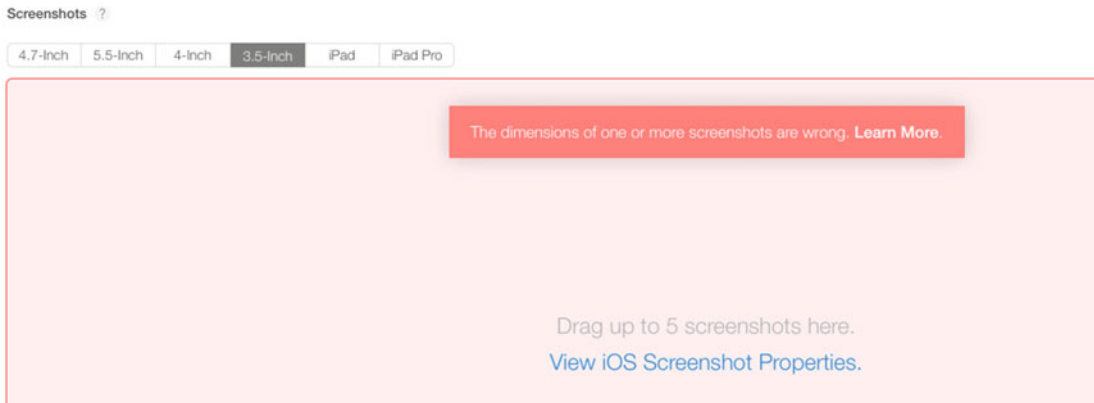 Screenshots ?
4.7-Inch 5.5-Inch 4-Inch 3.5-Inch iPad iPad Pro
The dimensions of one or more screenshots are wrong. Learn More.
Drag up to 5 screenshots here.
View iOS Screenshot Properties.